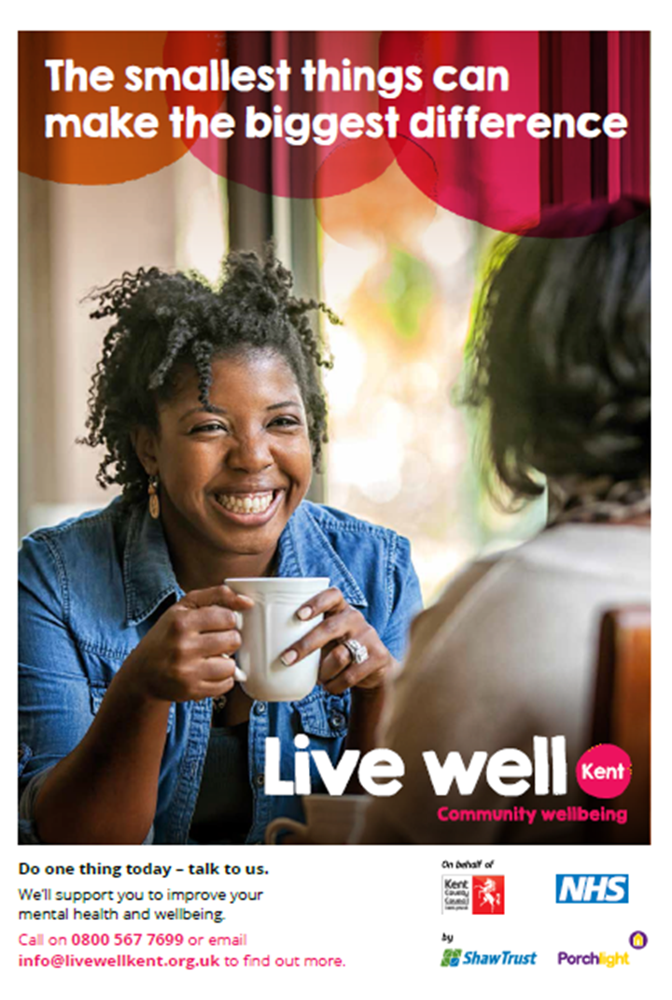 The smallest things can
make the biggest difference
Live well Kent
Community wellbeing
Do one thing today – talk to us.
We'll support you to improve your
mental health and wellbeing.
Call on 0800 567 7699 or email
info@livewellkent.org.uk to find out more.
On behalf of
Kent
County
Council
NHS
by
ShawTrust
Porchlight